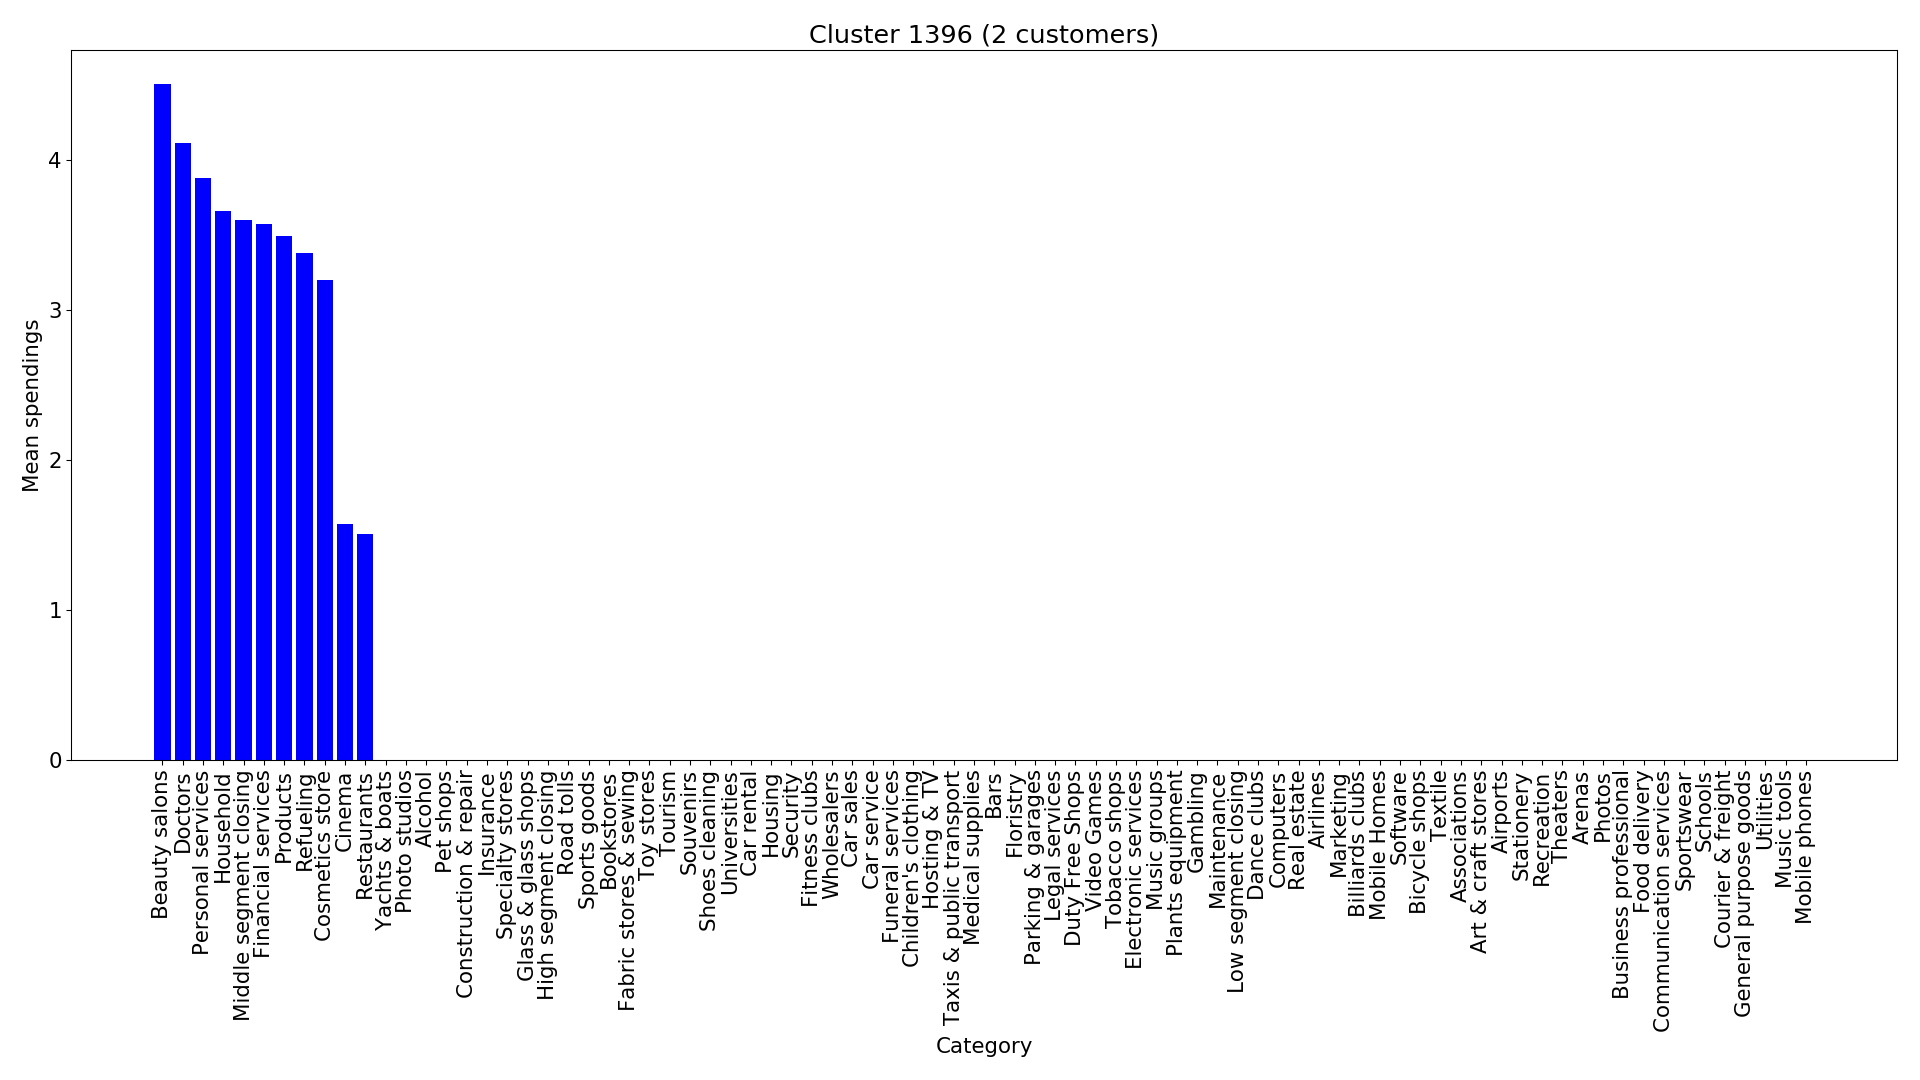 Cluster 1396 (2 customers)
Mean spendings
4
3
2
1
0
Beauty salons
Doctors
Personal services
Household
Middle segment closing
Financial services
Products
Refueling
Cosmetics store
Cinema
Restaurants
Yachts & boats
Photo studios
Alcohol
Pet shops
Construction & repair
Insurance
Specialty stores
Glass & glass shops
High segment closing
Road tolls
Sports goods
Bookstores
Fabric stores & sewing
Toy stores
Tourism
Souvenirs
Shoes cleaning
Universities
Car rental
Housing
Security
Fitness clubs
Wholesalers
Car sales
Car service
Funeral services
Children's clothing
Hosting & TV
Taxis & public transport
Medical supplies
Bars
Floristry
Parking & garages
Legal services
Duty Free Shops
Video Games
Tobacco shops
Electronic services
Music groups
Plants equipment
Gambling
Maintenance
Low segment closing
Dance clubs
Computers
Real estate
Airlines
Marketing
Billiards clubs
Mobile Homes
Software
Bicycle shops
Textile
Associations
Art & craft stores
Airports
Stationery
Recreation
Theaters
Arenas
Photos
Business professional
Food delivery
Communication services
Sportswear
Schools
Courier & freight
General purpose goods
Utilities
Music tools
Mobile phones
Category